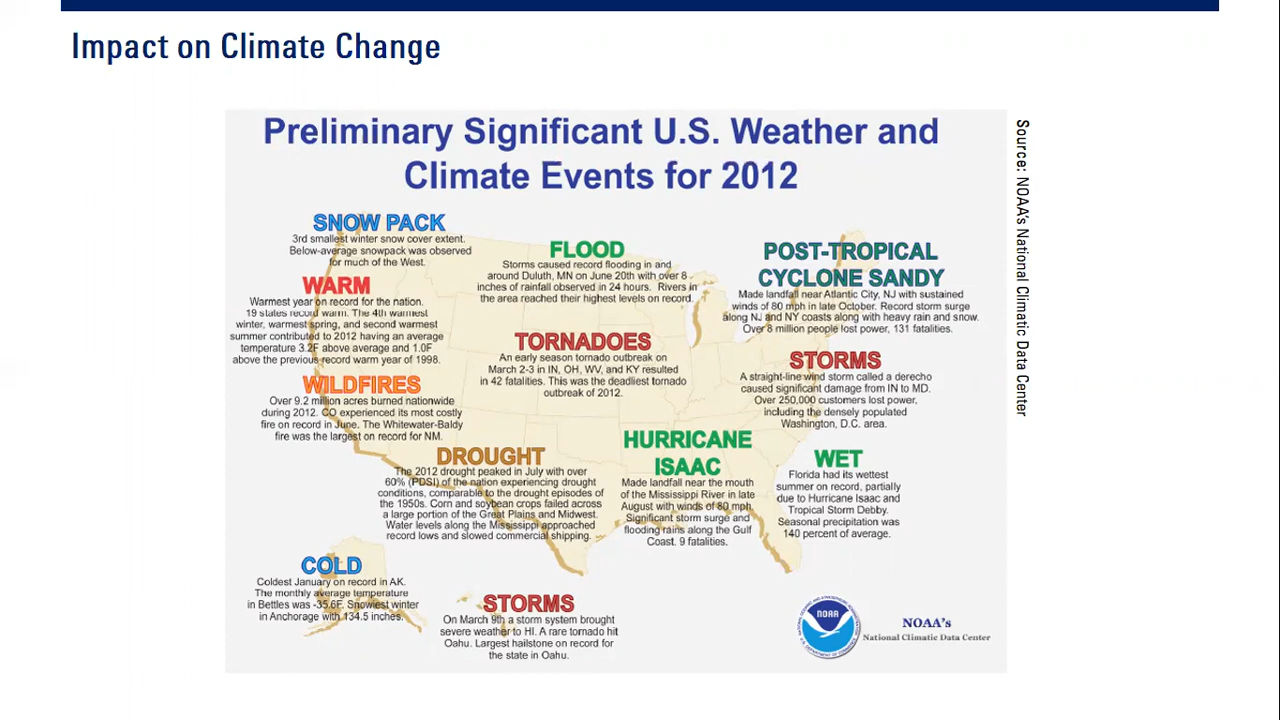 Impact on Climate Change
Preliminary Significant U.S. Weather and
Climate Events for 2012
SNOW PACK
3rd smallest winter snow cover extent.
Below-average snowpack was observed
for much of the West.
WARM
Warmest year on record for the nation.
19 states record warm. The 4th warmest
winter, warmest spring, and second warmest
summer contributed to 2012 having an average
temperature 3.2F above average and 1.0F
above the previous record warm year of 1998.
WILDFIRES
Over 9.2 million acres burned nationwide
during 2012. CO experienced its most costly
fire on record in June. The Whitewater-Baldy
fire was the largest on record for NM.
FLOOD
Storms caused record flooding in and
around Duluth, MN on June 20th with over 8
inches of rainfall observed in 24 hours. Rivers in
the area reached their highest levels on record.
TORNADOES
An early season tornado outbreak on
March 2-3 in IN, OH, WV, and KY resulted
in 42 fatalities. This was the deadliest tornado
outbreak of 2012.
POST-TROPICAL
CYCLONE SANDY
Made landfall near Atlantic City, NJ with sustained
winds of 80 mph in late October. Record storm surge
along NJ and NY coasts along with heavy rain and snow.
Over 8 million people lost power, 131 fatalities.
STORMS
A straight-line wind storm called a derecho
caused significant damage from IN to MD.
Over 250,000 customers lost power,
including the densely populated
Washington, D.C. area.
DROUGHT
The 2012 drought peaked in July with over
60% (PDSI) of the nation experiencing drought
conditions, comparable to the drought episodes of
the 1950s. Corn and soybean crops failed across
a large portion of the Great Plains and Midwest.
Water levels along the Mississippi approached
record lows and slowed commercial shipping.
HURRICANE
ISAAC
Made landfall near the mouth
of the Mississippi River in late
August with winds of 80 mph.
Significant storm surge and
flooding rains along the Gulf
Coast. 9 fatalities.
WET
Florida had its wettest
summer on record, partially
due to Hurricane Isaac and
Tropical Storm Debby.
Seasonal precipitation was
140 percent of average.
COLD
Coldest January on record in AK.
The monthly average temperature
in Bettles was -35.6F. Snowiest winter
in Anchorage with 134.5 inches.
STORMS
On March 9th a storm system brought
severe weather to HI. A rare tornado hit
Oahu. Largest hailstone on record for
the state in Oahu.
NOAA
NOAA's
National Climatic Data Center
Source: NOAA's National Climatic Data Center